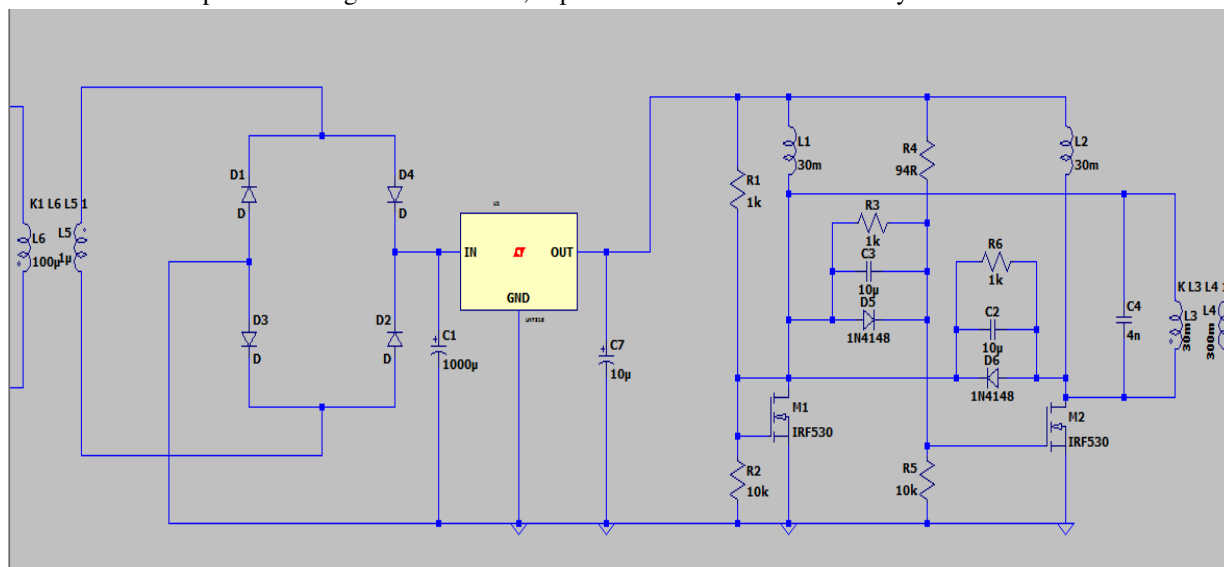 D1
D
D4
D
K1 L6 L5 1
L6
100µ
L5
1µ
D3
D
D2
D
C1
1000µ
IN
OUT
GND
C7
10µ
R1
1k
L1
30m
R4
94R
L2
30m
R3
1k
C3
10µ
D5
1N4148
R6
1k
C2
10µ
D6
1N4148
C4
4n
K L3 L4 1
L3
30m
L4
300m
M1
IRF530
M2
IRF530
R2
10k
R5
10k